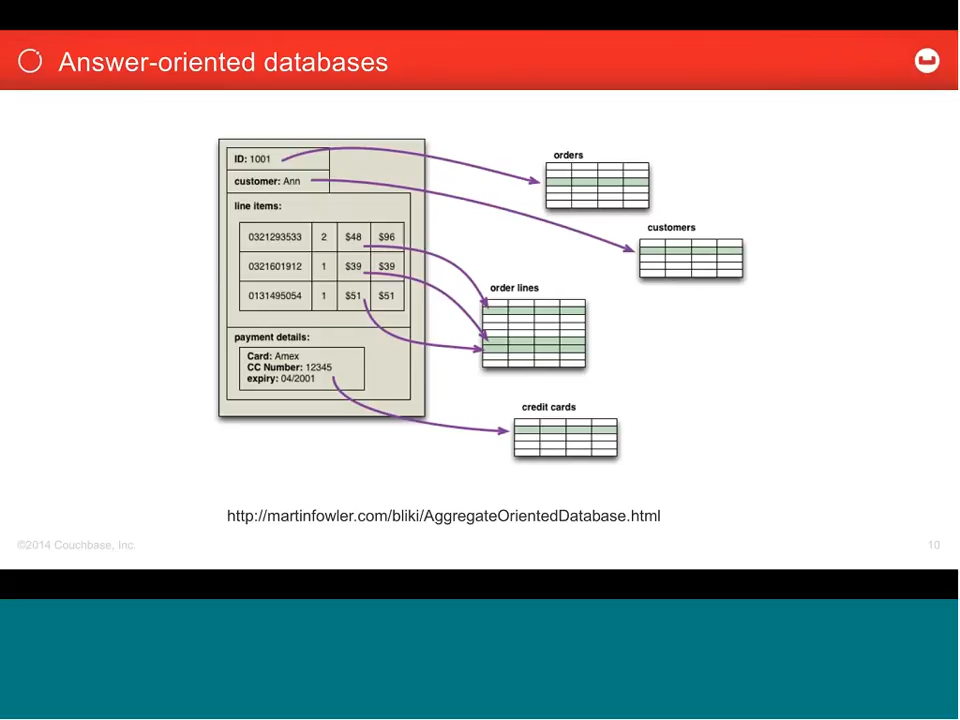 Answer-oriented databases
ID: 1001
customer: Ann
line items:
0321293533 2 $48 $96
0321601912 1 $39 $39
0131495054 1 $51 $51
payment details:
Card: Amex
CC Number: 12345
expiry: 04/2001
orders
customers
order lines
credit cards
http://martinfowler.com/bliki/AggregateOrientedDatabase.html
©2014 Couchbase, Inc.
10